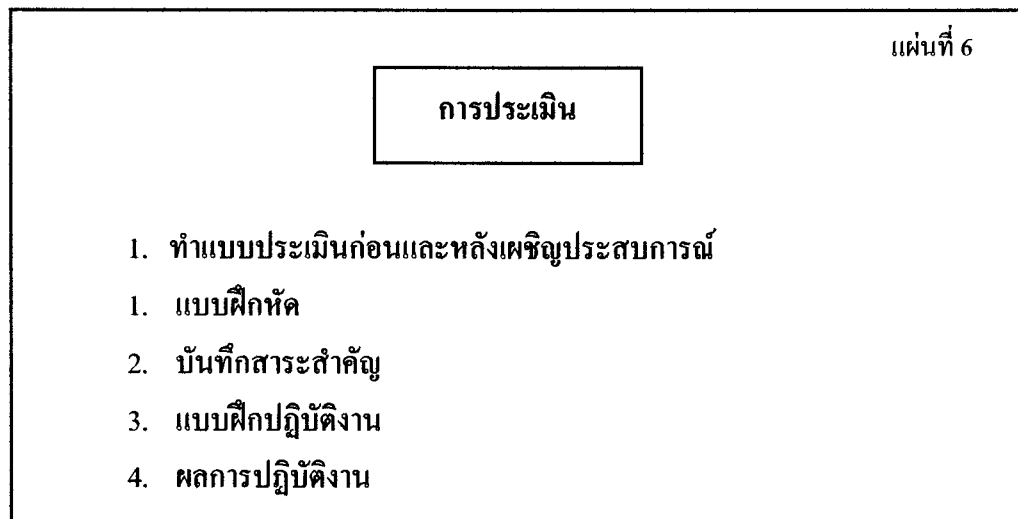 แผ่นที่ 6
การประเมิน
1. ทำแบบประเมินก่อนและหลังเผชิญประสบการณ์
1. แบบฝึกหัด
2. บันทึกสาระสำคัญ
3. แบบฝึกปฏิบัติงาน
4. ผลการปฏิบัติงาน